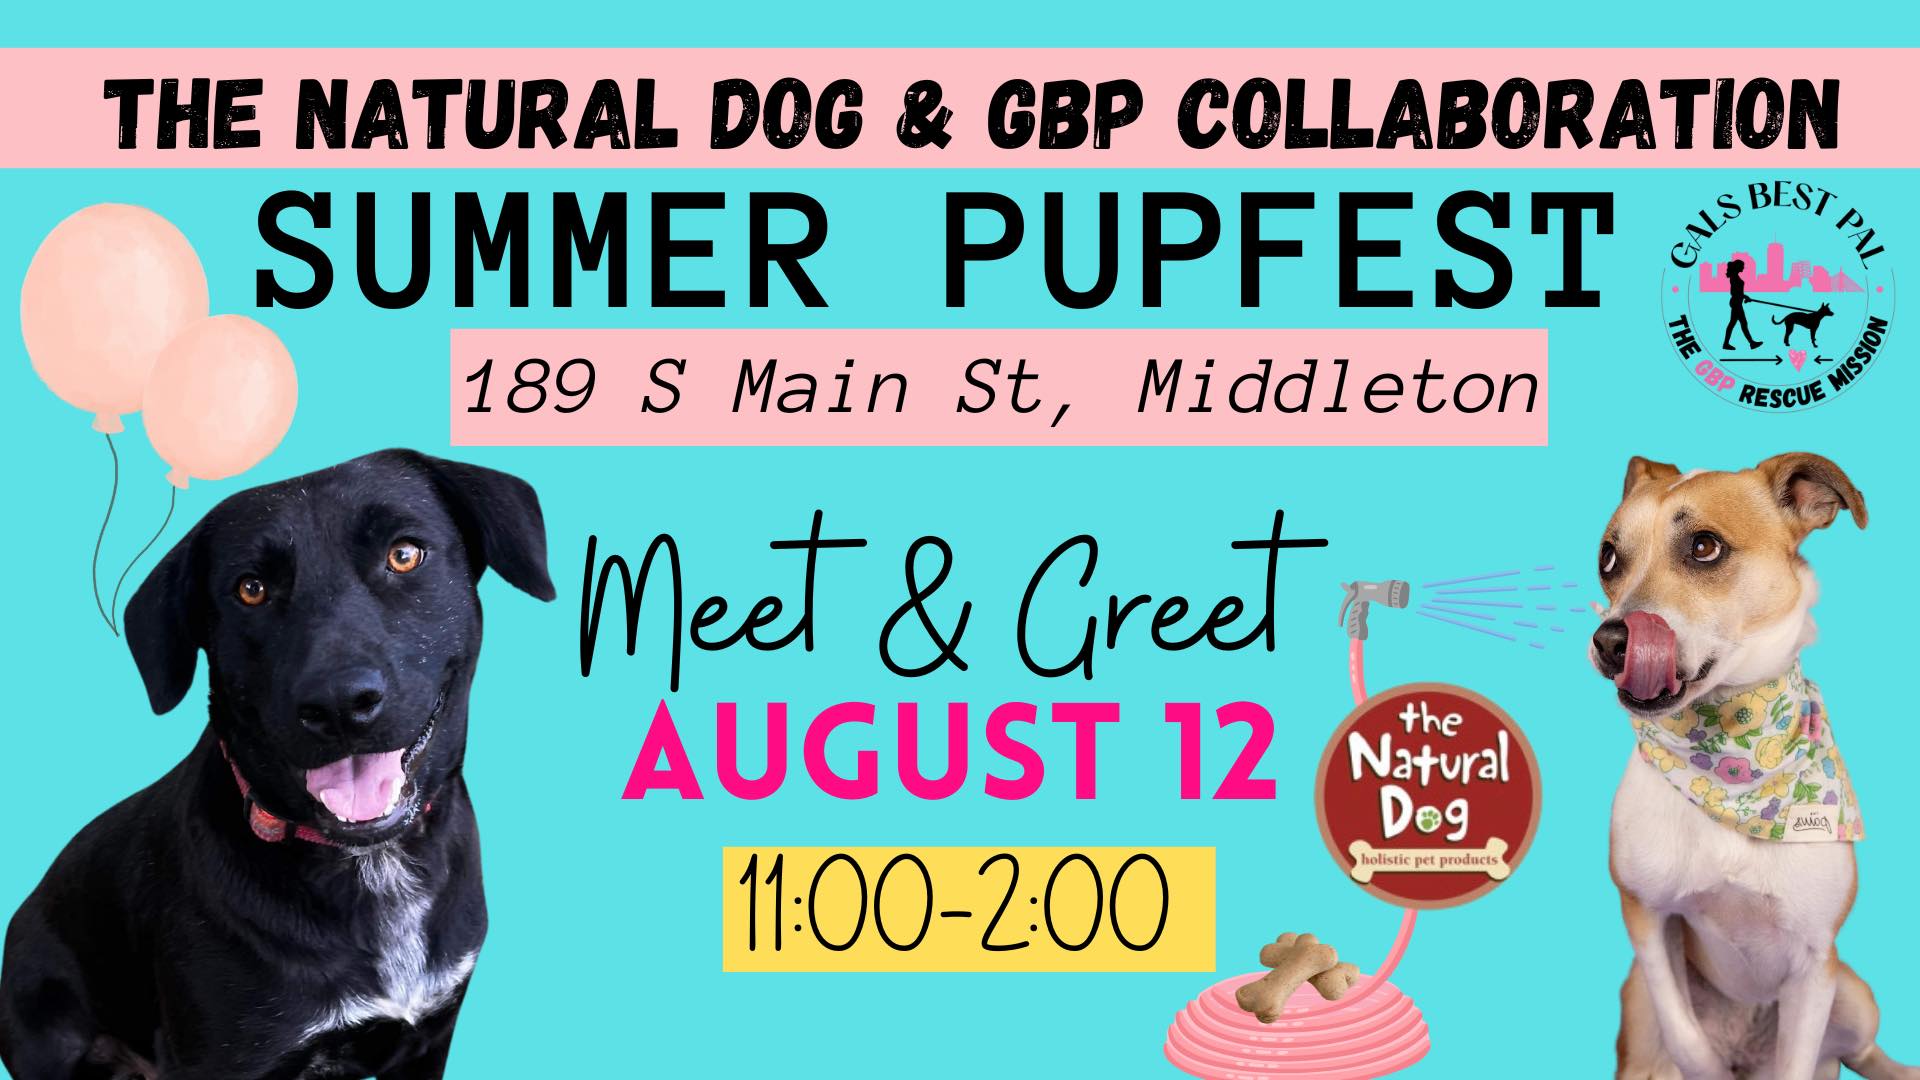 THE NATURAL DOG & GBP COLLABORATION
SUMMER PUPFEST
GALS BEST PAL
THE GBP RESCUE MISSION
189 S Main St, Middleton
Meet & Greet
AUGUST 12
11:00-2:00
the
Natural
Dog
holistic pet products